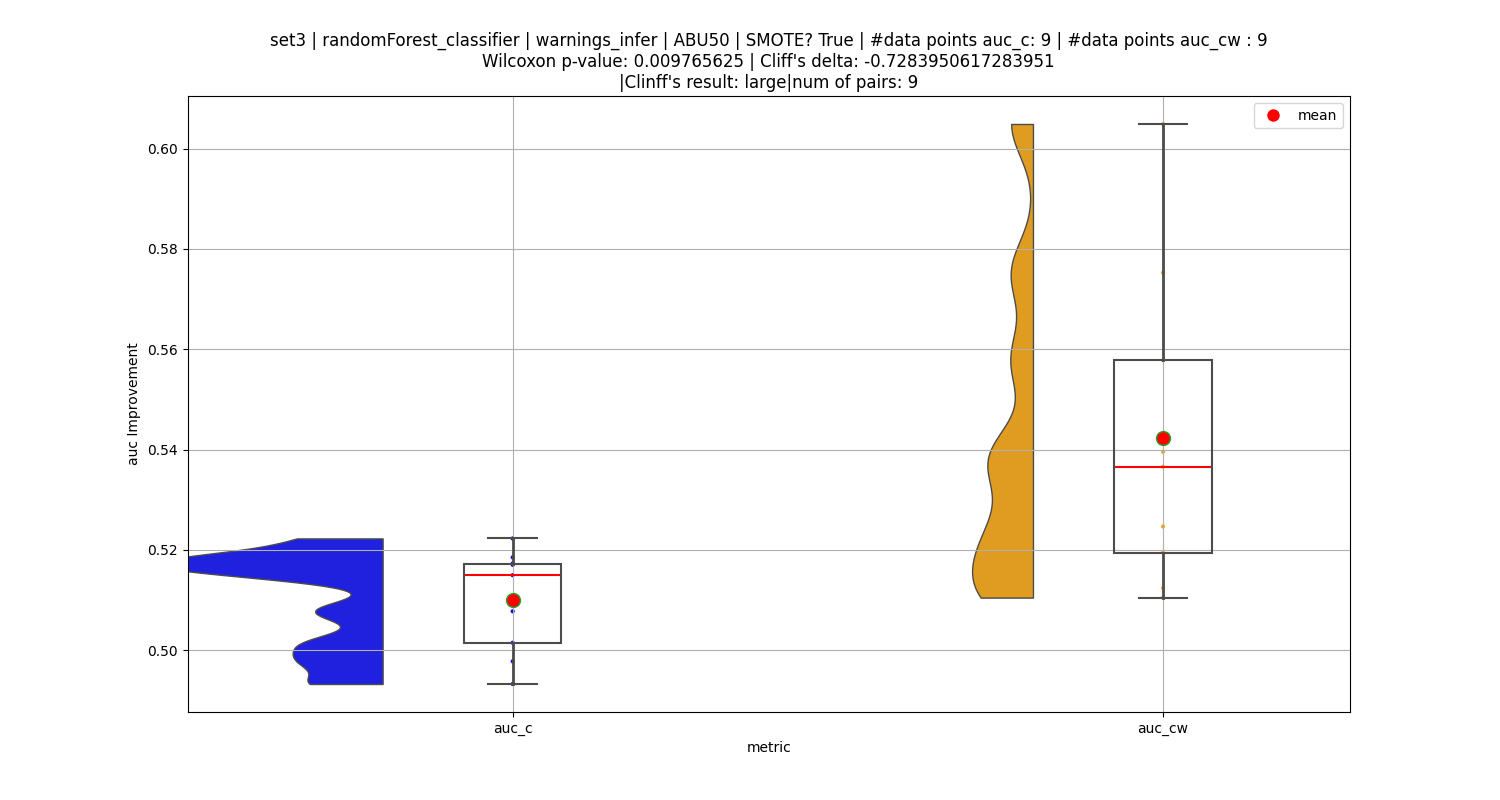 set3 | randomForest_classifier | warnings_infer | ABU50 | SMOTE? True | #data points auc_c: 9 | #data points auc_cw : 9
Wilcoxon p-value: 0.009765625 | Cliff's delta: -0.7283950617283951
|Clinff's result: large|num of pairs: 9
mean
0.60
0.58
0.56
0.54
0.52
0.50
auc Improvement
auc_c
auc_cw
metric